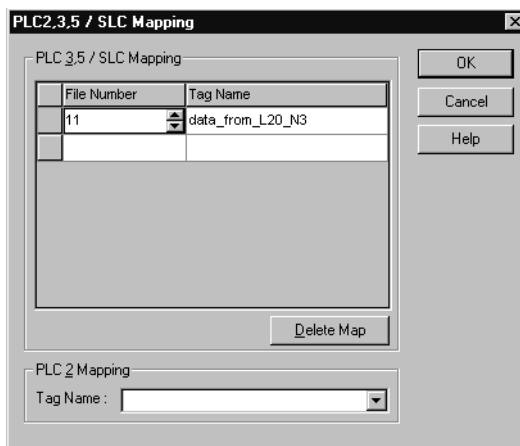 PLC2,3,5 / SLC Mapping
PLC 3,5 / SLC Mapping
OK
File Number Tag Name
Cancel
11 data_from_L20_N3
Help
Delete Map
PLC 2 Mapping
Tag Name :